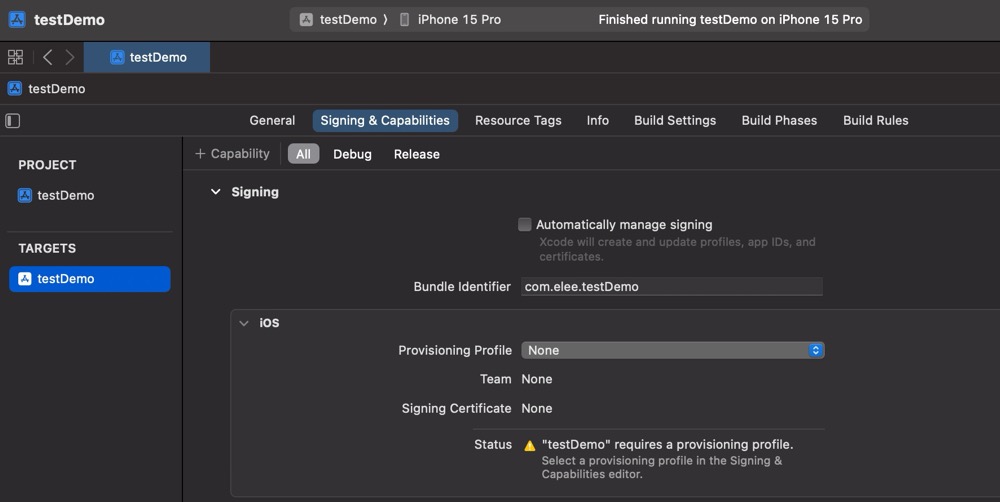 testDemo
testDemo ⟩ iPhone 15 Pro Finished running testDemo on iPhone 15 Pro
testDemo
testDemo
General Signing & Capabilities Resource Tags Info Build Settings Build Phases Build Rules
+ Capability All Debug Release
PROJECT
testDemo
TARGETS
testDemo
Signing
Automatically manage signing
Xcode will create and update profiles, app IDs, and
certificates.
Bundle Identifier com.elee.testDemo
iOS
Provisioning Profile None
Team None
Signing Certificate None
Status "testDemo" requires a provisioning profile.
Select a provisioning profile in the Signing &
Capabilities editor.